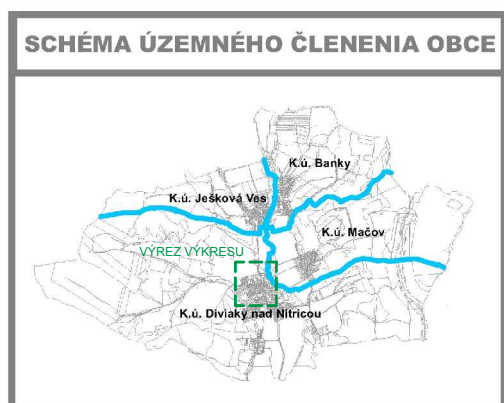 SCHÉMA ÚZEMNÉHO ČLENENIA OBCE
K.ú. Banky
K.ú. Ješková Ves
K.ú. Mačov
VÝREZ VÝKRESU
K.ú. Diviaky nad Nitricou